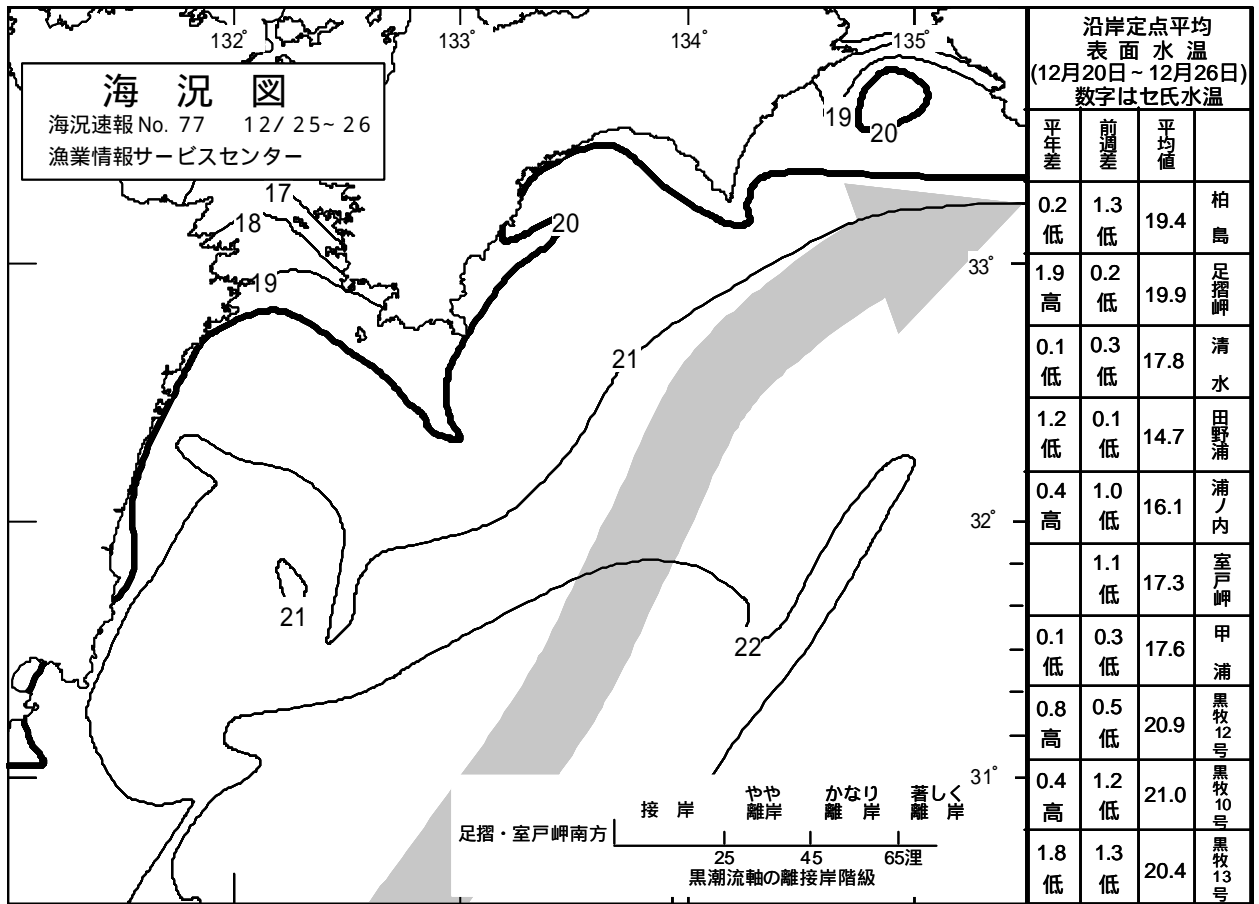 132°
133°
134°
135°
海 況 図
海況速報 No. 77 12/ 25~ 26
漁業情報サービスセンター
19
20
17
18
20
19
21
33°
32°
21
22
31°
接 岸
やや
離岸
かなり
離 岸
著しく
離 岸
足摺・室戸岬南方
25 45 65浬
黒潮流軸の離接岸階級
沿岸定点平均
表 面 水 温
(12月20日~12月26日)
数字はセ氏水温
平年差 前週差 平均値
0.2低 1.3低 19.4 柏島
1.9高 0.2低 19.9 足摺岬
0.1低 0.3低 17.8 清水
1.2低 0.1低 14.7 田野浦
0.4高 1.0低 16.1 浦ノ内
1.1低 17.3 室戸岬
0.1低 0.3低 17.6 甲浦
0.8高 0.5低 20.9 黒牧12号
0.4高 1.2低 21.0 黒牧10号
1.8低 1.3低 20.4 黒牧13号